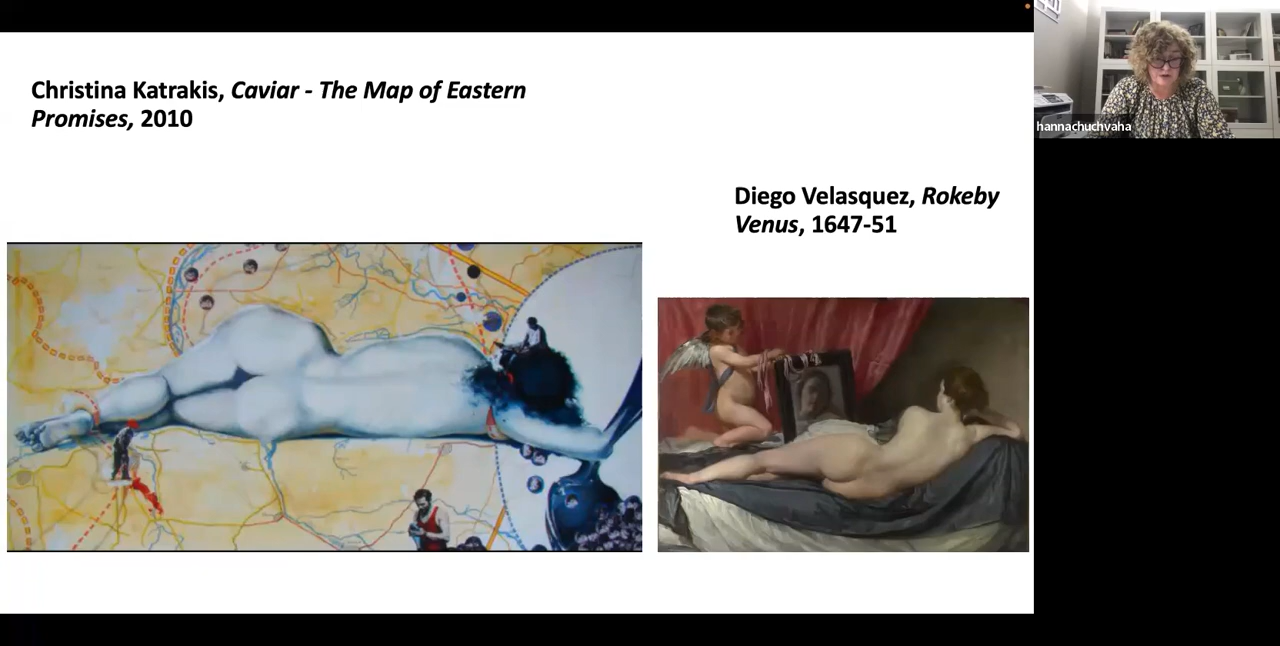 Christina Katrakis, Caviar - The Map of Eastern
Promises, 2010
Diego Velasquez, Rokeby
Venus, 1647-51
hannachuchvaha